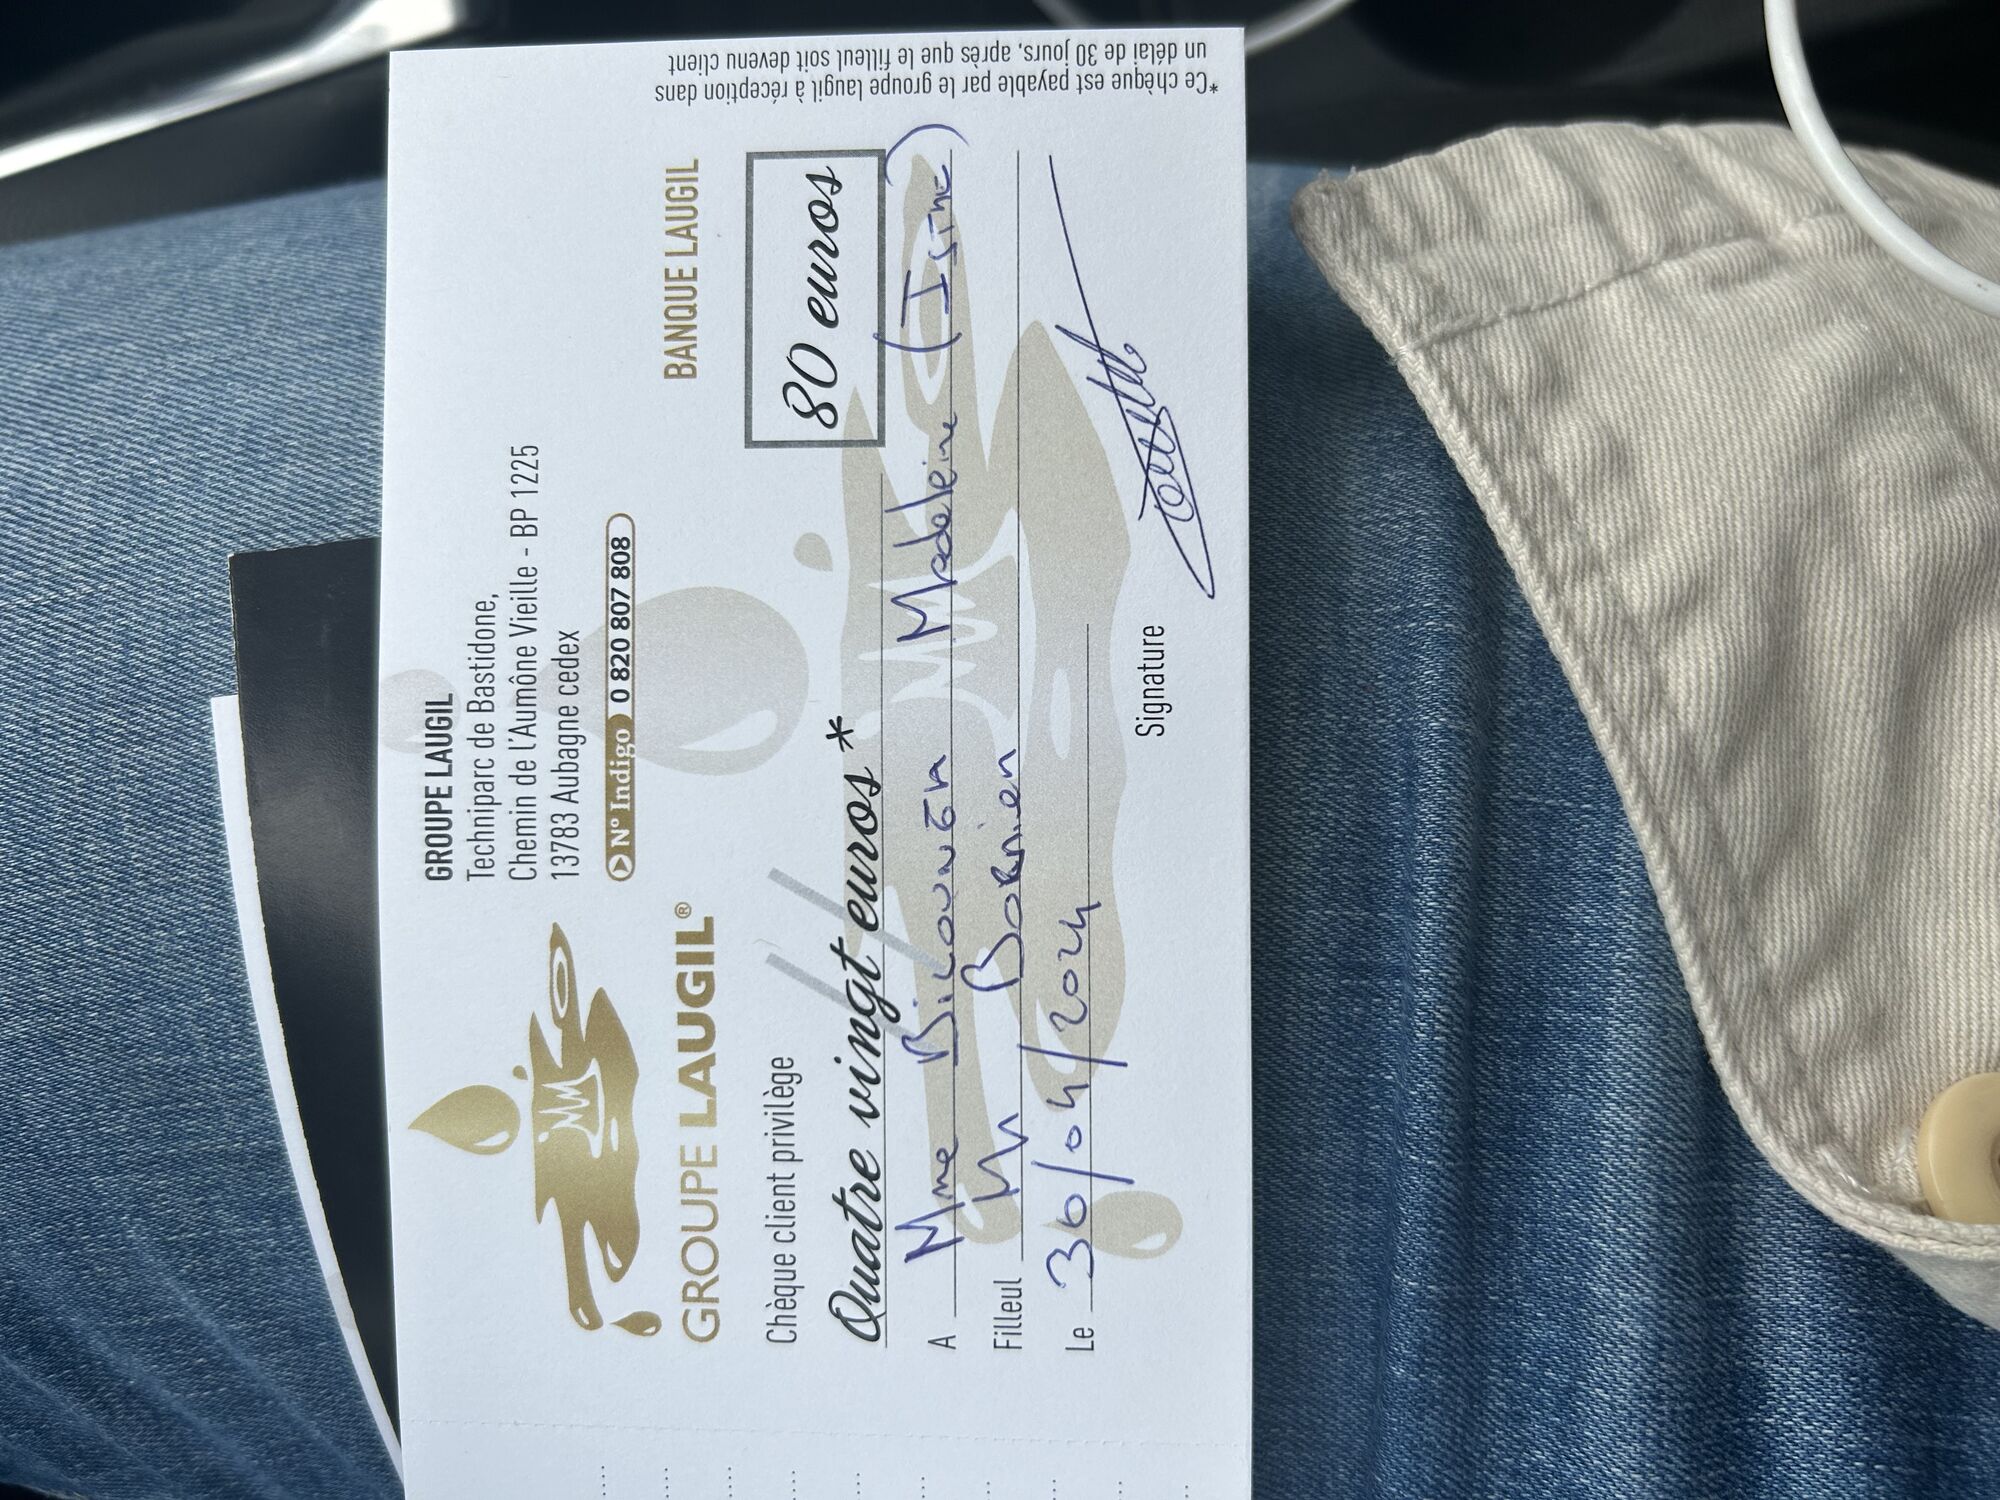 GROUPE LAUGIL
Techniparc de Bastidone,
Chemin de l'Aumône Vieille - BP 1225
13783 Aubagne cedex
N° Indigo 0 820 807 808
GROUPE LAUGIL®
BANQUE LAUGIL
Chèque client privilège
80 euros
Quatre vingt euros *
A Mme Madeleine
Filleul Mr Bornien
Le 30/04/2024
Signature
*Ce chèque est payable par le groupe laugil à réception dans
un délai de 30 jours, après que le filleul soit devenu client